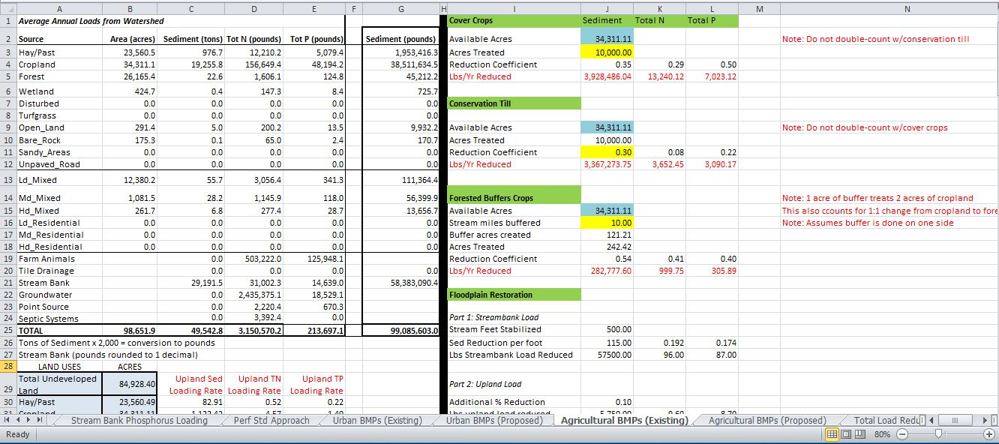 A B C D E F G H I J K L M N
1 Average Annual Loads from Watershed Cover Crops Sediment Total N Total P
2 Source Area (acres) Sediment (tons) Tot N (pounds) Tot P (pounds) Sediment (pounds) Available Acres 34,311.11 Note: Do not double-count w/conservation till
3 Hay/Past 23,560.5 976.7 12,210.2 5,079.4 1,953,416.3 Acres Treated 10,000.00
4 Cropland 34,311.1 19,255.8 156,649.4 48,194.2 38,511,634.5 Reduction Coefficient 0.35 0.29 0.50
5 Forest 26,165.4 22.6 1,606.1 124.8 45,212.2 Lbs/Yr Reduced 3,928,486.04 13,240.12 7,023.12
6 Wetland 424.7 0.4 147.3 8.4 725.7
7 Disturbed 0.0 0.0 0.0 0.0 0.0 Conservation Till
8 Turfgrass 0.0 0.0 0.0 0.0 0.0
9 Open_Land 291.4 5.0 200.2 13.5 9,932.2 Available Acres 34,311.11 Note: Do not double-count w/cover crops
10 Bare_Rock 175.3 0.1 65.0 2.4 170.7 Acres Treated 10,000.00
11 Sandy_Areas 0.0 0.0 0.0 0.0 0.0 Reduction Coefficient 0.30 0.08 0.22
12 Unpaved_Road 0.0 0.0 0.0 0.0 0.0 Lbs/Yr Reduced 3,367,273.75 3,652.45 3,090.17
13 Ld_Mixed 12,380.2 55.7 3,056.4 341.3 111,364.4
14 Md_Mixed 1,081.5 28.2 1,145.9 118.0 56,399.9 Forested Buffers Crops Note: 1 acre of buffer treats 2 acres of cropland
15 Hd_Mixed 261.7 6.8 277.4 28.7 13,656.7 Available Acres 34,311.11 This also ccounts for 1:1 change from cropland to fore
16 Ld_Residential 0.0 0.0 0.0 0.0 0.0 Stream miles buffered 10.00 Note: Assumes buffer is done on one side
17 Md_Residential 0.0 0.0 0.0 0.0 0.0 Buffer acres created 121.21
18 Hd_Residential 0.0 0.0 0.0 0.0 0.0 Acres Treated 242.42
19 Farm Animals 0.0 503,222.0 125,948.1 Reduction Coefficient 0.54 0.41 0.40
20 Tile Drainage 0.0 0.0 0.0 0.0 Lbs/Yr Reduced 282,777.60 999.75 305.89
21 Stream Bank 29,191.5 31,002.3 14,639.0 58,383,090.4
22 Groundwater 0.0 2,435,375.1 18,529.1 Floodplain Restoration
23 Point Source 0.0 2,220.4 670.3
24 Septic Systems 0.0 3,392.4 0.0 Part 1: Streambank Load
25 TOTAL 98,651.9 49,542.8 3,150,570.2 213,697.1 99,085,603.0 Stream Feet Stabilized 500.00
26 Tons of Sediment x 2,000 = conversion to pounds Sed Reduction per foot 115.00 0.192 0.174
27 Stream Bank (pounds rounded to 1 decimal) Lbs Streambank Load Reduced 57500.00 96.00 87.00
28 LAND USES ACRES
29 Total Undeveloped Land 84,928.40 Upland Sed Loading Rate Upland TN Loading Rate Upland TP Loading Rate Part 2: Upland Load
30 Hay/Past 23,560.49 82.91 0.52 0.22 Additional % Reduction 0.10
31 Cropland 34,311.11 1,122.42 4.57 1.40 Lbs upland load reduced 5,750.00 9.60 8.70
Stream Bank Phosphorus Loading Perf Std Approach Urban BMPs (Existing) Urban BMPs (Proposed) Agricultural BMPs (Existing) Agricultural BMPs (Proposed) Total Load Redu
Ready 80%